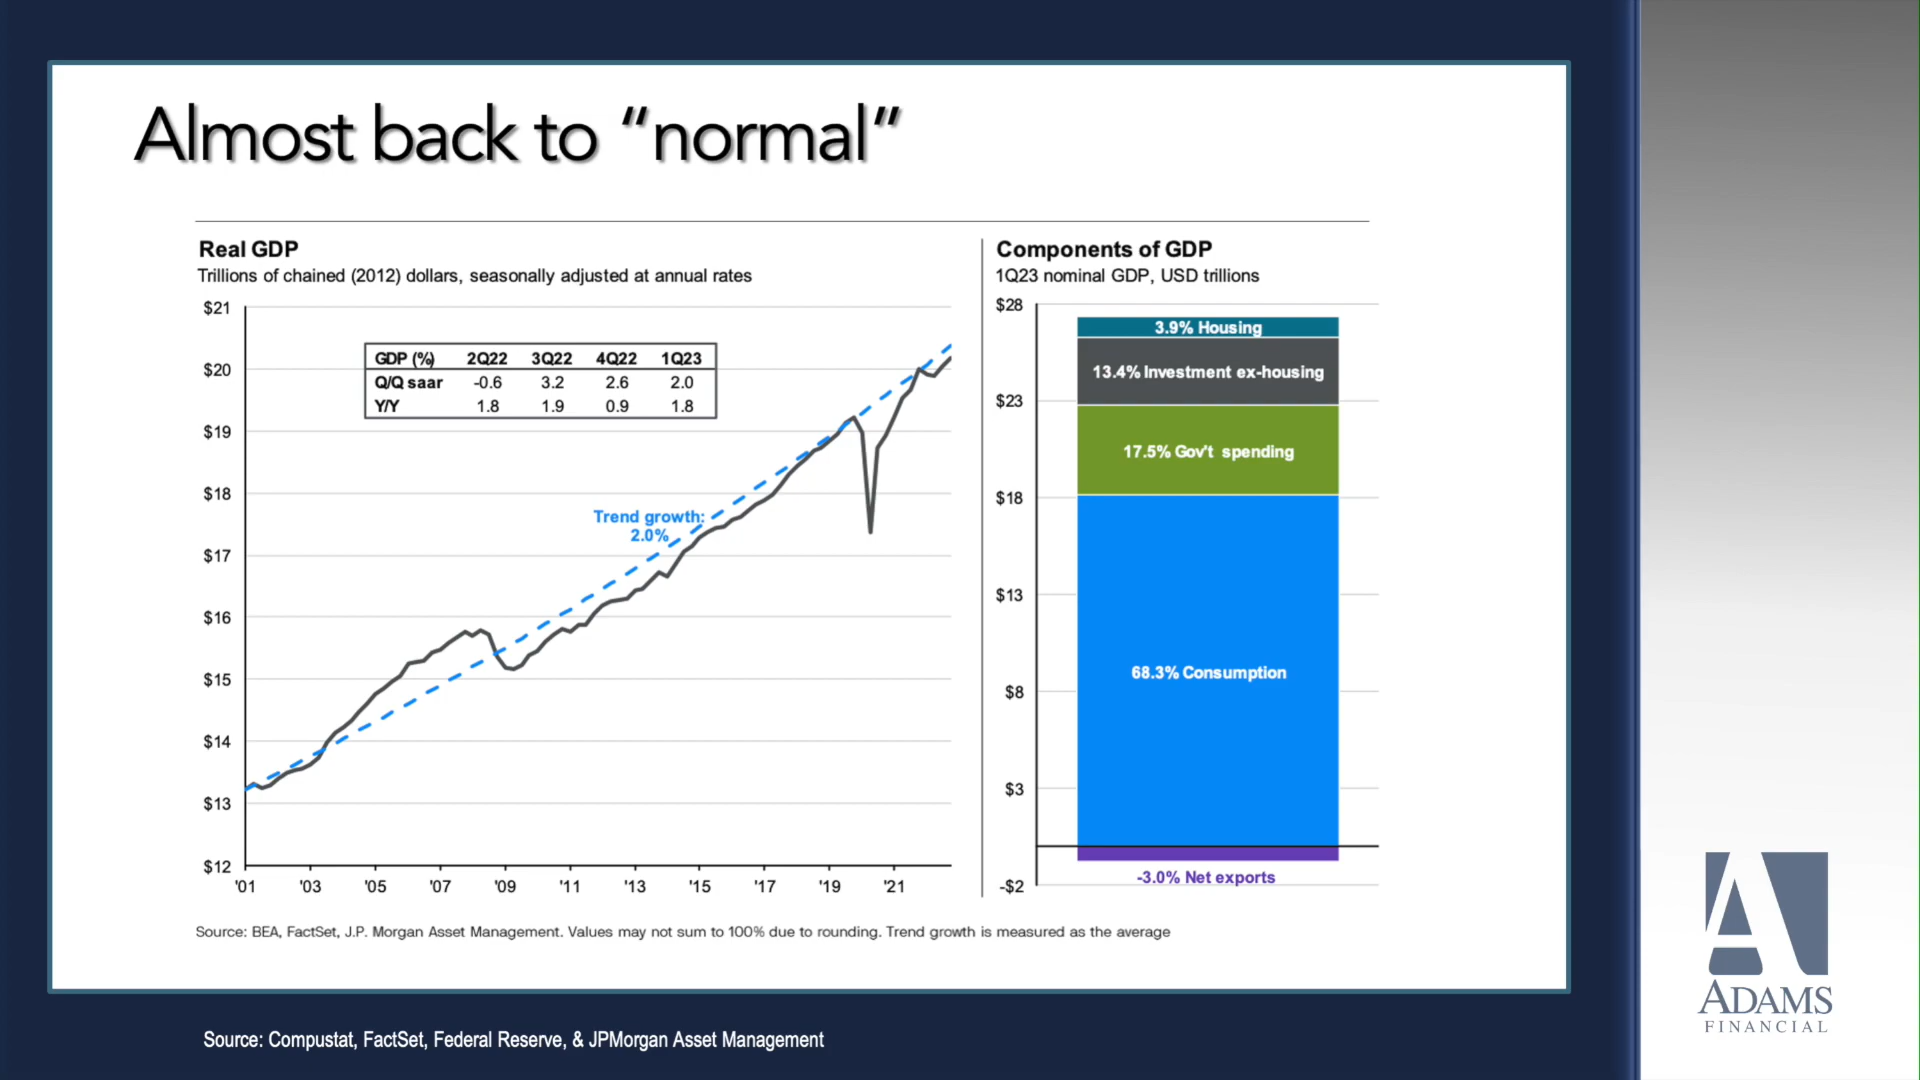 Almost back to “normal”
Real GDP
Trillions of chained (2012) dollars, seasonally adjusted at annual rates
$21
$20
$19
$18
$17
$16
$15
$14
$13
$12
'01 '03 '05 '07 '09 '11 '13 '15 '17 '19 '21
GDP (%) 2Q22 3Q22 4Q22 1Q23
Q/Q saar -0.6 3.2 2.6 2.0
Y/Y 1.8 1.9 0.9 1.8
Trend growth:
2.0%
Components of GDP
1Q23 nominal GDP, USD trillions
$28
$23
$18
$13
$8
$3
-$2
3.9% Housing
13.4% Investment ex-housing
17.5% Gov't spending
68.3% Consumption
-3.0% Net exports
Source: BEA, FactSet, J.P. Morgan Asset Management. Values may not sum to 100% due to rounding. Trend growth is measured as the average
Source: Compustat, FactSet, Federal Reserve, & JPMorgan Asset Management
A
ADAMS
FINANCIAL